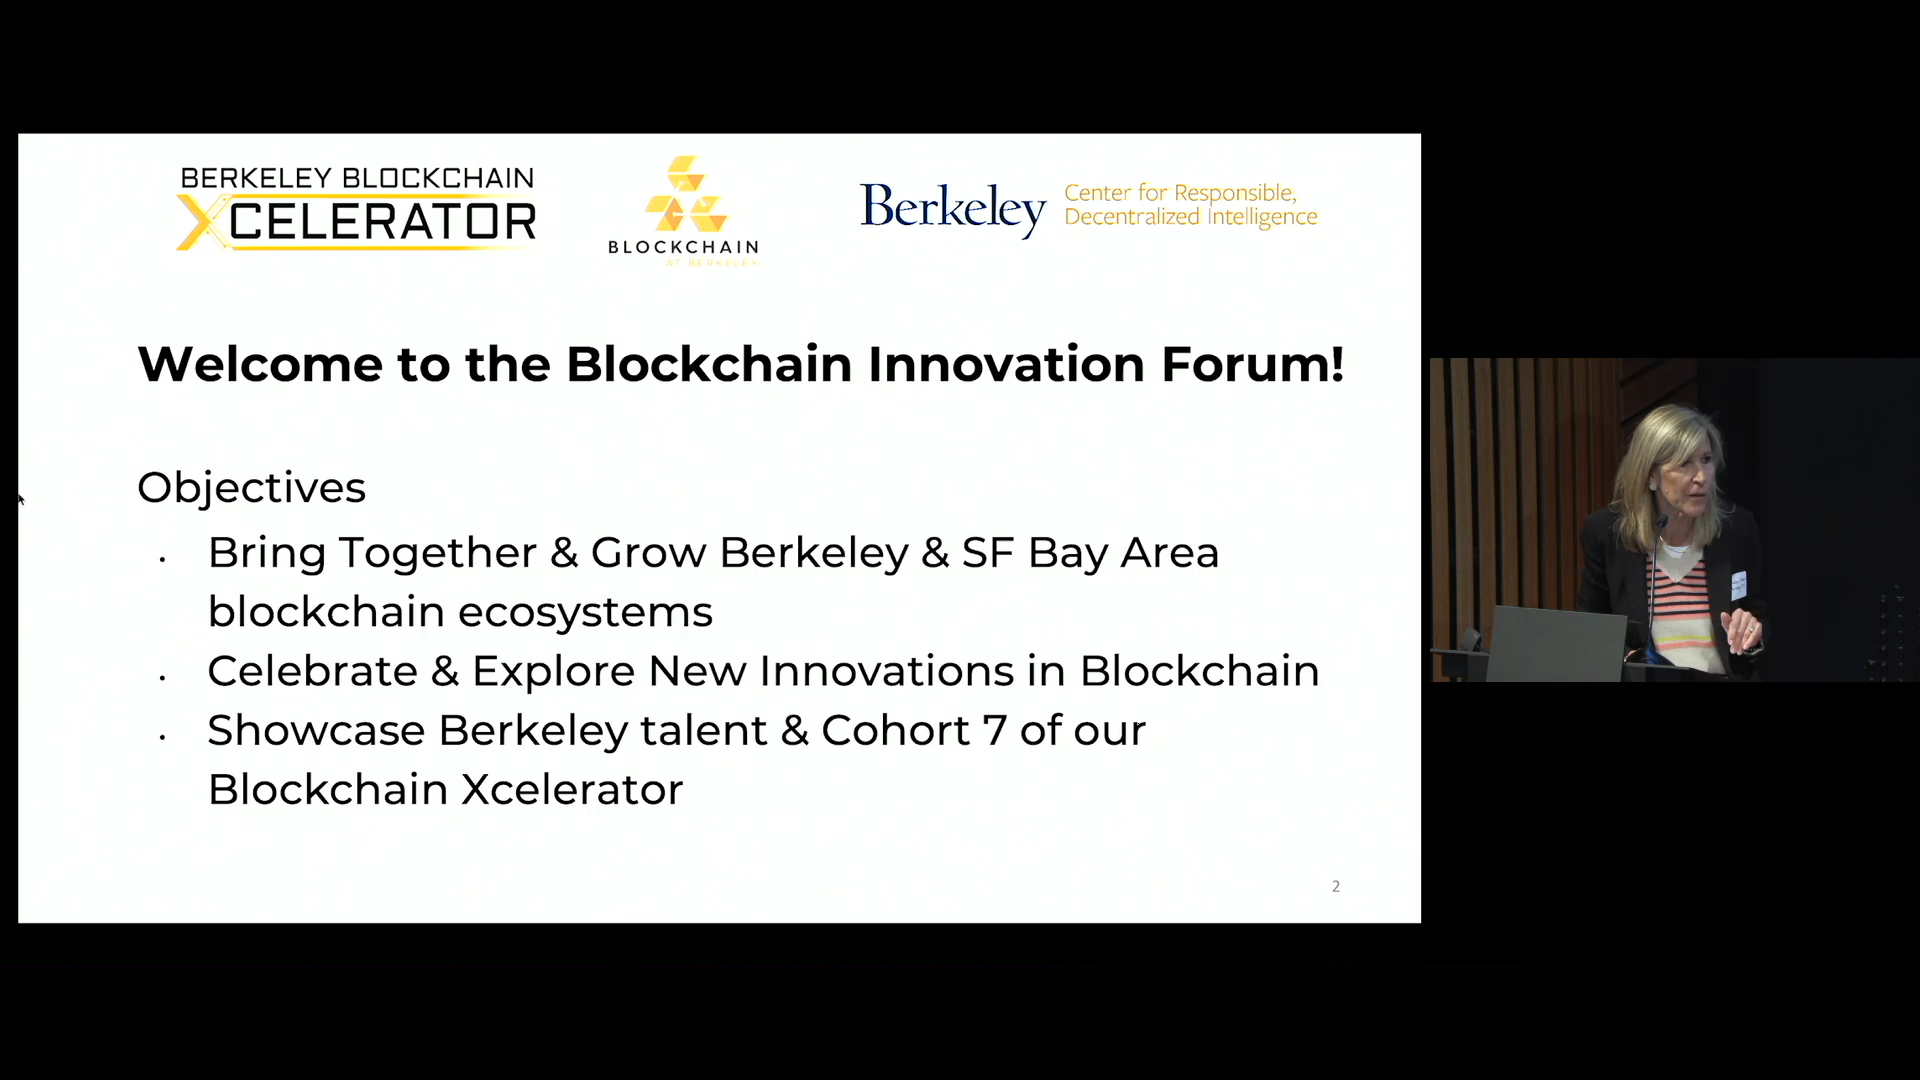 BERKELEY BLOCKCHAIN
XCELERATOR
BLOCKCHAIN
AT BERKELEY
Berkeley
Center for Responsible,
Decentralized Intelligence
Welcome to the Blockchain Innovation Forum!
Objectives
· Bring Together & Grow Berkeley & SF Bay Area
blockchain ecosystems
· Celebrate & Explore New Innovations in Blockchain
· Showcase Berkeley talent & Cohort 7 of our
Blockchain Xcelerator
2